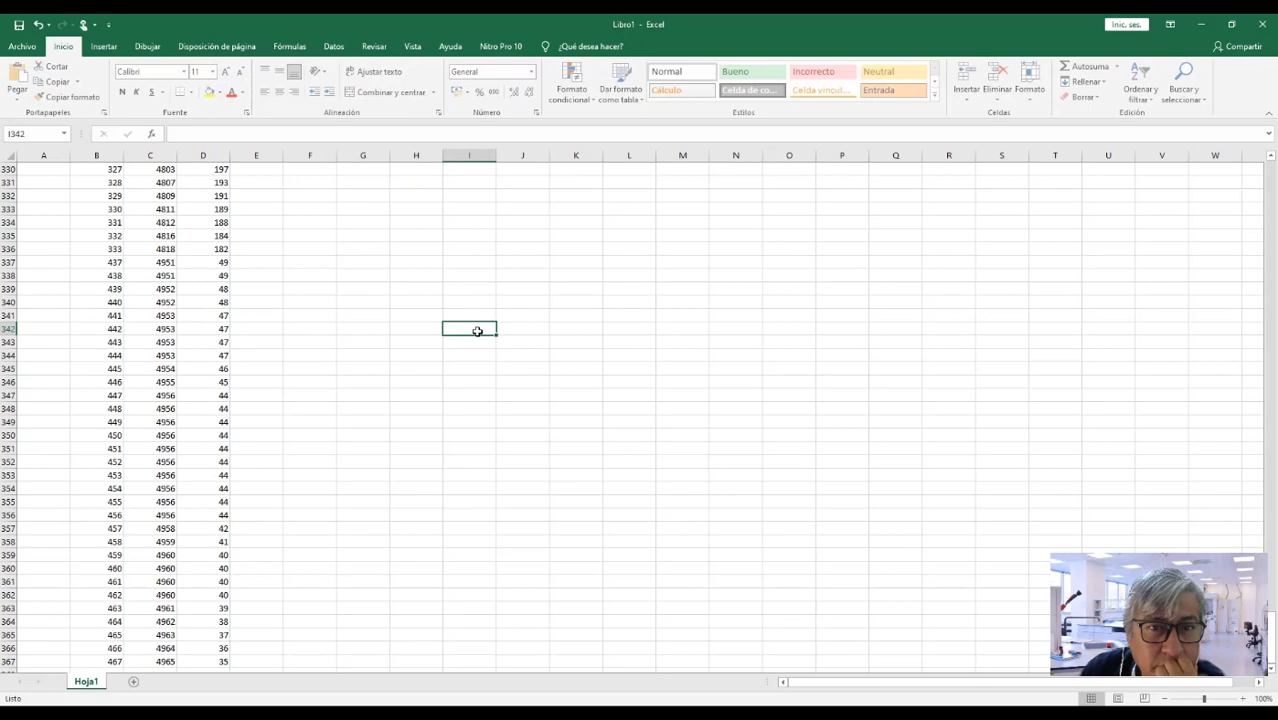 Libro1 - Excel
Inic. ses.
Archivo Inicio Insertar Dibujar Disposición de página Fórmulas Datos Revisar Vista Ayuda Nitro Pro 10 ¿Qué desea hacer? Compartir
Pegar
Cortar
Copiar
Copiar formato
Portapapeles
Calibri 11
N K S
Fuente
Ajustar texto
Combinar y centrar
Alineación
General
% 000
Número
Formato condicional
Dar formato como tabla
Normal Bueno Incorrecto Neutral
Cálculo Celda de co... Celda vincul... Entrada
Estilos
Insertar Eliminar Formato
Celdas
Autosuma
Rellenar
Borrar
Ordenar y filtrar
Buscar y seleccionar
Edición
I342 fx
A B C D E F G H I J K L M N O P Q R S T U V W
330 327 4803 197
331 328 4807 193
332 329 4809 191
333 330 4811 189
334 331 4812 188
335 332 4816 184
336 333 4818 182
337 437 4951 49
338 438 4951 49
339 439 4952 48
340 440 4952 48
341 441 4953 47
342 442 4953 47
343 443 4953 47
344 444 4953 47
345 445 4954 46
346 446 4955 45
347 447 4956 44
348 448 4956 44
349 449 4956 44
350 450 4956 44
351 451 4956 44
352 452 4956 44
353 453 4956 44
354 454 4956 44
355 455 4956 44
356 456 4956 44
357 457 4958 42
358 458 4959 41
359 459 4960 40
360 460 4960 40
361 461 4960 40
362 462 4960 40
363 463 4961 39
364 464 4962 38
365 465 4963 37
366 466 4964 36
367 467 4965 35
Hoja1
Listo
100%